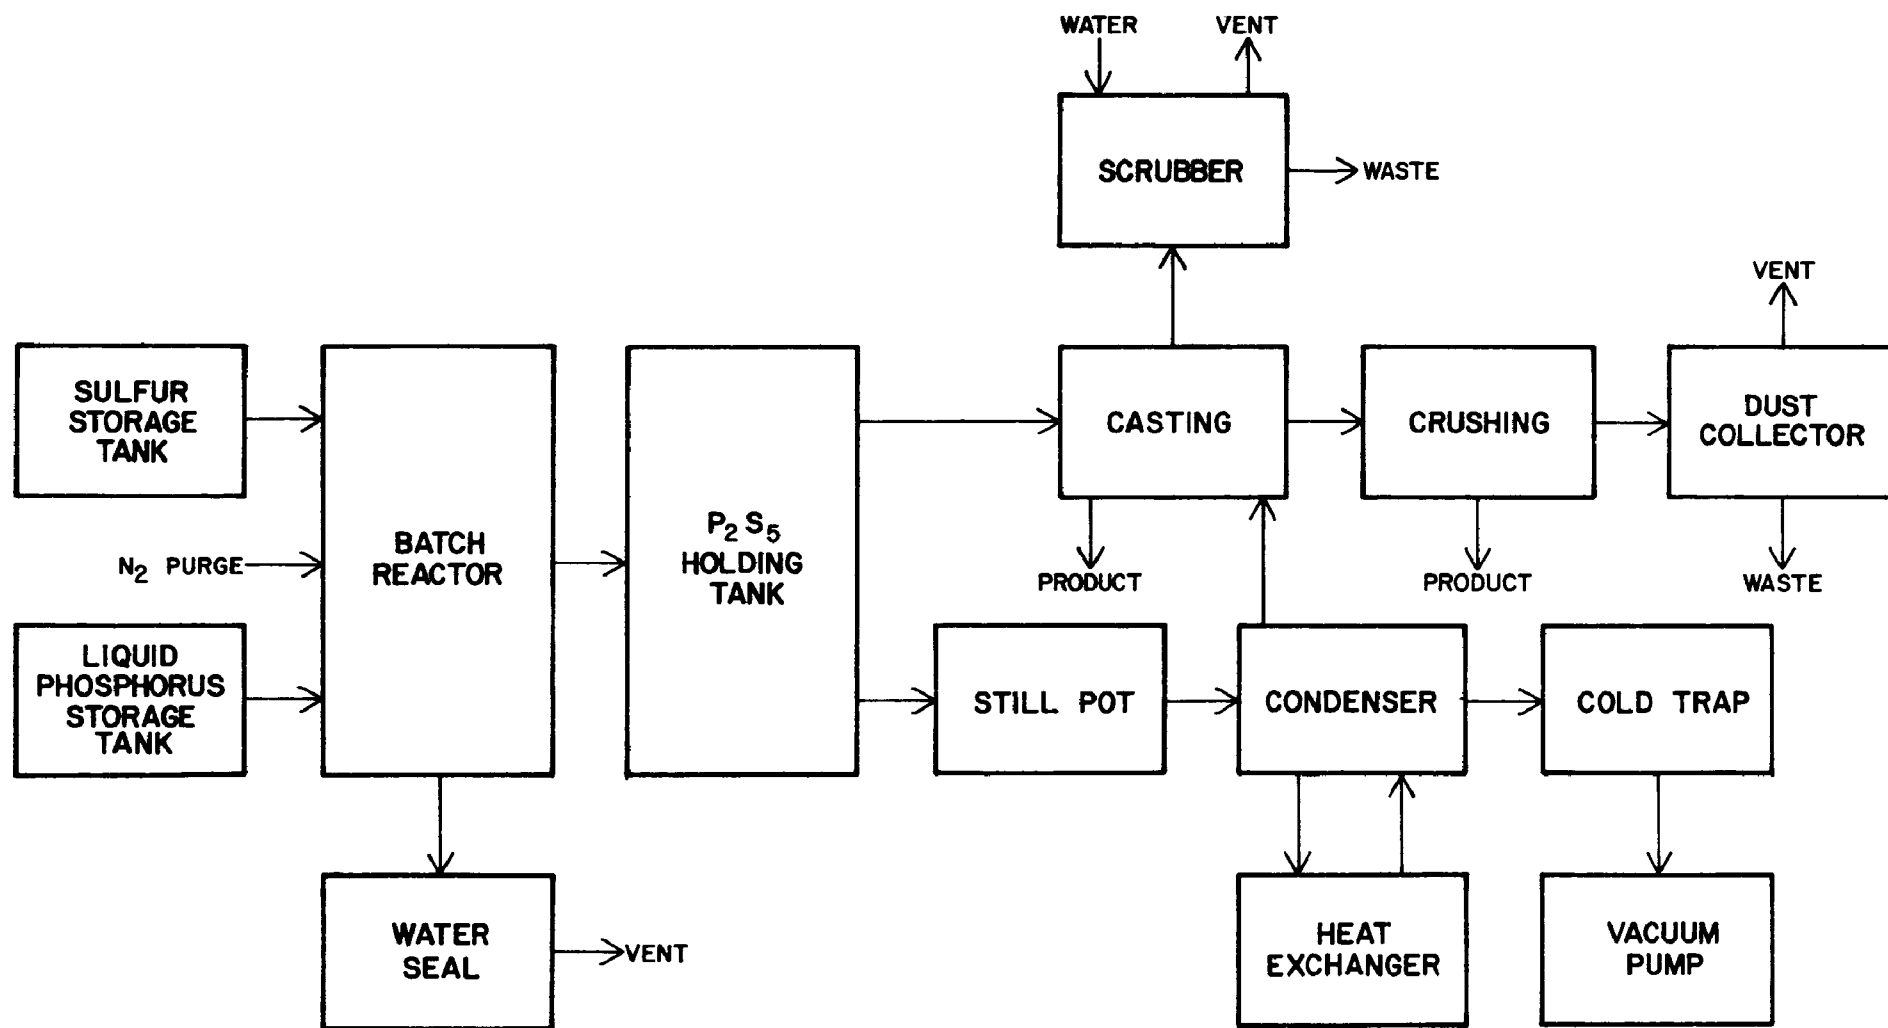 WATER
VENT
SCRUBBER
WASTE
VENT
SULFUR
STORAGE
TANK
CASTING
CRUSHING
DUST
COLLECTOR
N₂ PURGE
BATCH
REACTOR
P₂S₅
HOLDING
TANK
PRODUCT
PRODUCT
WASTE
LIQUID
PHOSPHORUS
STORAGE
TANK
STILL POT
CONDENSER
COLD TRAP
WATER
SEAL
VENT
HEAT
EXCHANGER
VACUUM
PUMP